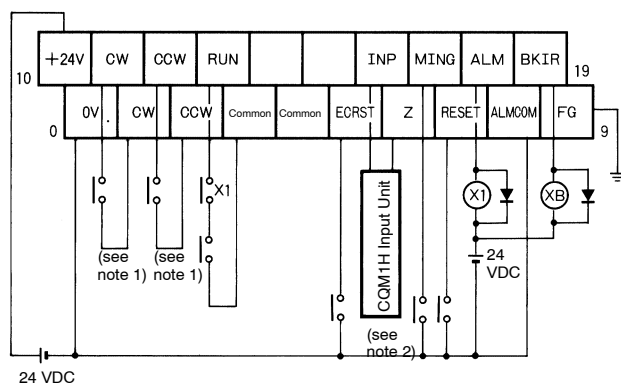 +24V CW CCW RUN INP MING ALM BKIR
10 19
0V. CW CCW Common Common ECRST Z RESET ALMCOM FG
0 9
X1
X1 XB
CQM1H Input Unit
(see note 1)
(see note 1)
24 VDC
(see note 2)
24 VDC